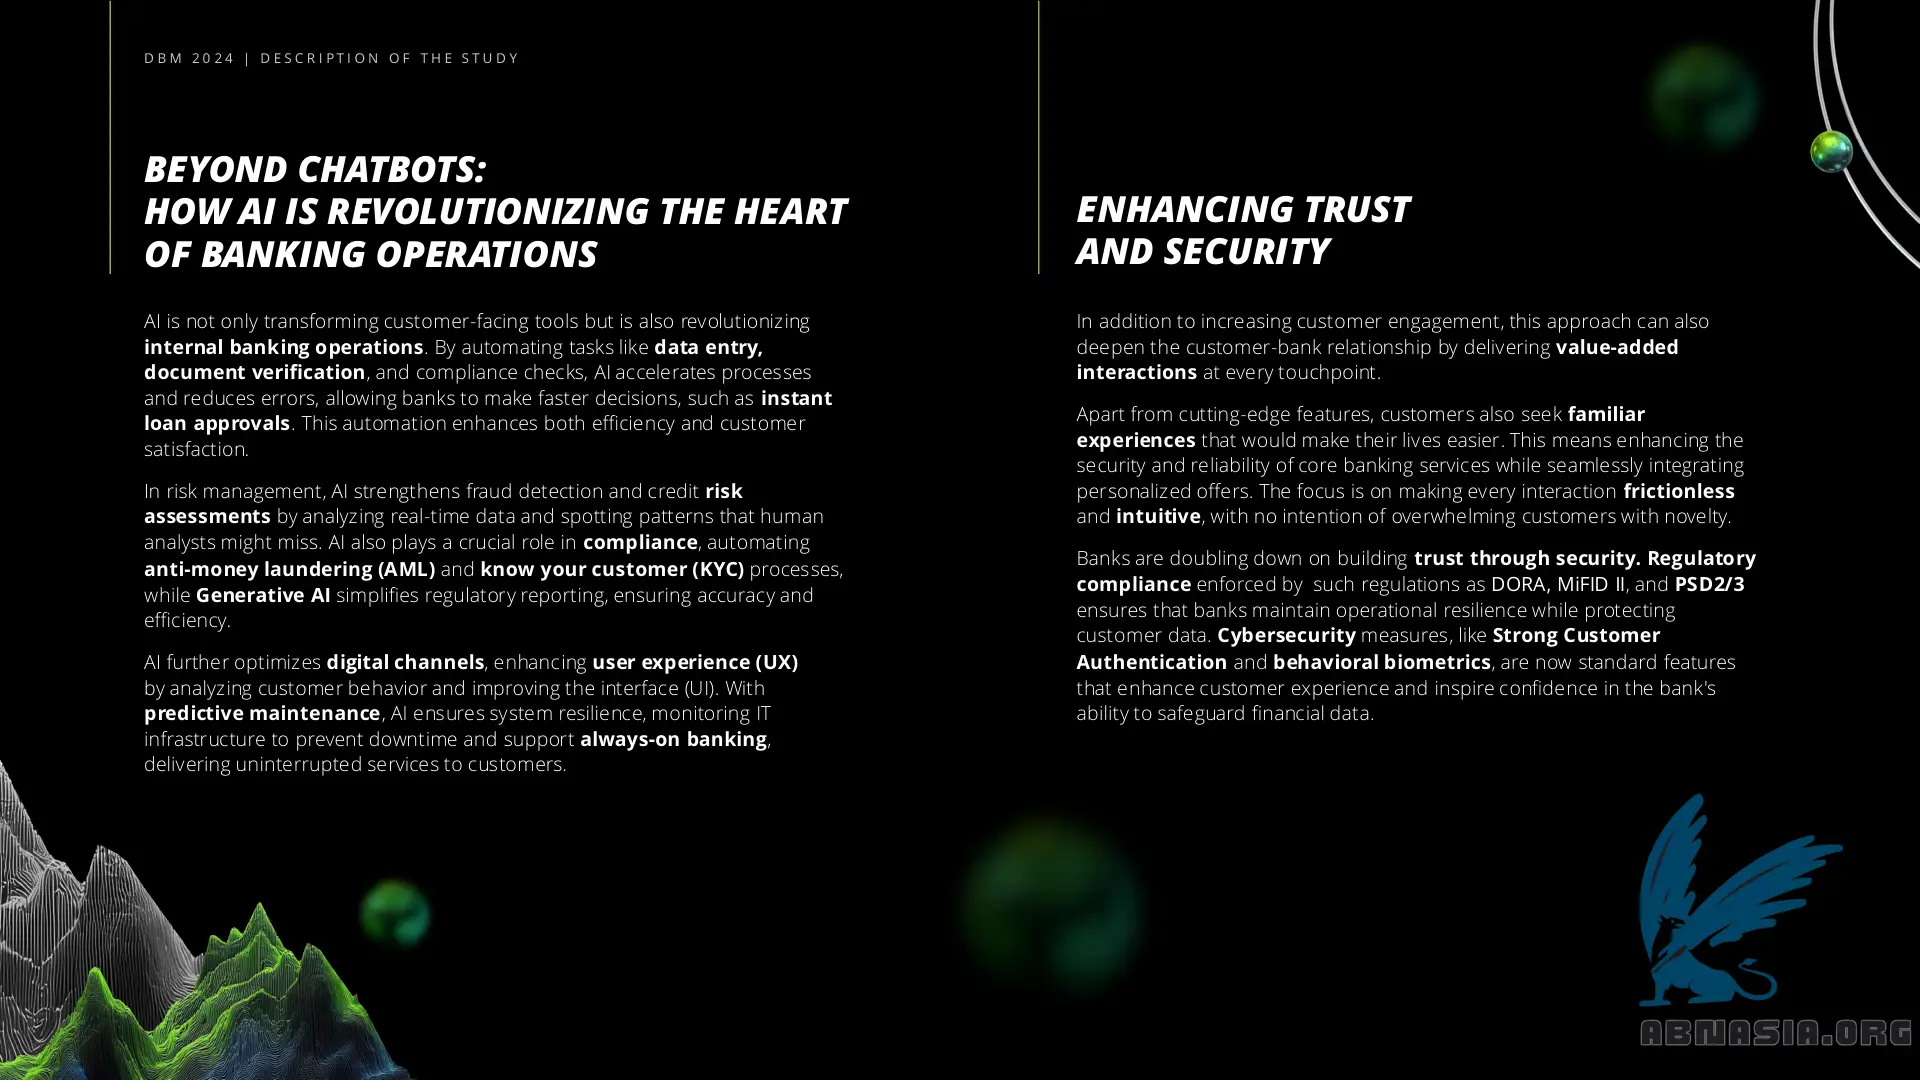 DBM 2024 | DESCRIPTION OF THE STUDY
BEYOND CHATBOTS:
HOW AI IS REVOLUTIONIZING THE HEART
OF BANKING OPERATIONS
AI is not only transforming customer-facing tools but is also revolutionizing
internal banking operations. By automating tasks like data entry,
document verification, and compliance checks, AI accelerates processes
and reduces errors, allowing banks to make faster decisions, such as instant
loan approvals. This automation enhances both efficiency and customer
satisfaction.
In risk management, AI strengthens fraud detection and credit risk
assessments by analyzing real-time data and spotting patterns that human
analysts might miss. AI also plays a crucial role in compliance, automating
anti-money laundering (AML) and know your customer (KYC) processes,
while Generative AI simplifies regulatory reporting, ensuring accuracy and
efficiency.
AI further optimizes digital channels, enhancing user experience (UX)
by analyzing customer behavior and improving the interface (UI). With
predictive maintenance, AI ensures system resilience, monitoring IT
infrastructure to prevent downtime and support always-on banking,
delivering uninterrupted services to customers.
ENHANCING TRUST
AND SECURITY
In addition to increasing customer engagement, this approach can also
deepen the customer-bank relationship by delivering value-added
interactions at every touchpoint.
Apart from cutting-edge features, customers also seek familiar
experiences that would make their lives easier. This means enhancing the
security and reliability of core banking services while seamlessly integrating
personalized offers. The focus is on making every interaction frictionless
and intuitive, with no intention of overwhelming customers with novelty.
Banks are doubling down on building trust through security. Regulatory
compliance enforced by such regulations as DORA, MiFID II, and PSD2/3
ensures that banks maintain operational resilience while protecting
customer data. Cybersecurity measures, like Strong Customer
Authentication and behavioral biometrics, are now standard features
that enhance customer experience and inspire confidence in the bank's
ability to safeguard financial data.
ABNASIA.ORG